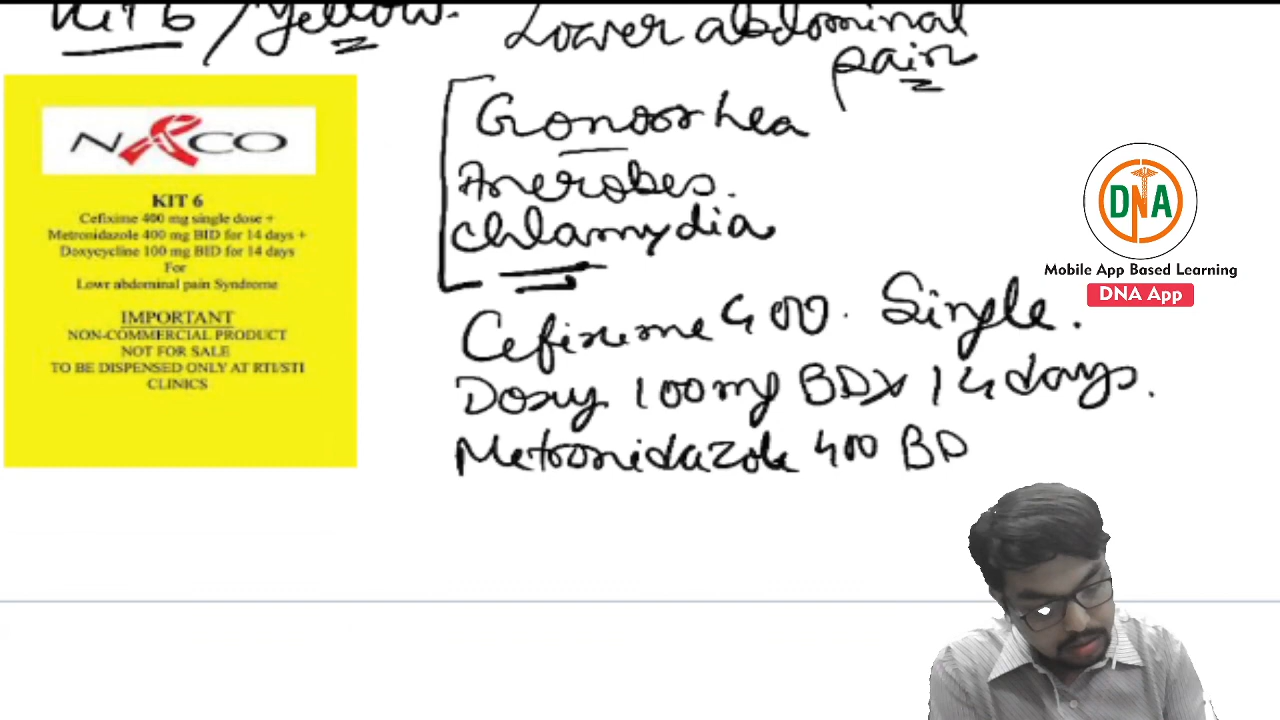 Kit 6 / Yellow.
Lower abdominal
pain
NACO
KIT 6
Cefixime 400 mg single dose +
Metronidazole 400 mg BID for 14 days +
Doxycycline 100 mg BID for 14 days
For
Lowr abdominal pain Syndrome
IMPORTANT
NON-COMMERCIAL PRODUCT
NOT FOR SALE
TO BE DISPENSED ONLY AT RTI/STI
CLINICS
Gonorrhea
Anerobes.
Chlamydia
Cefixime 400. Single.
Doxy 100mg BD x 14 days.
Metronidazole 400 BD
DNA
Mobile App Based Learning
DNA App